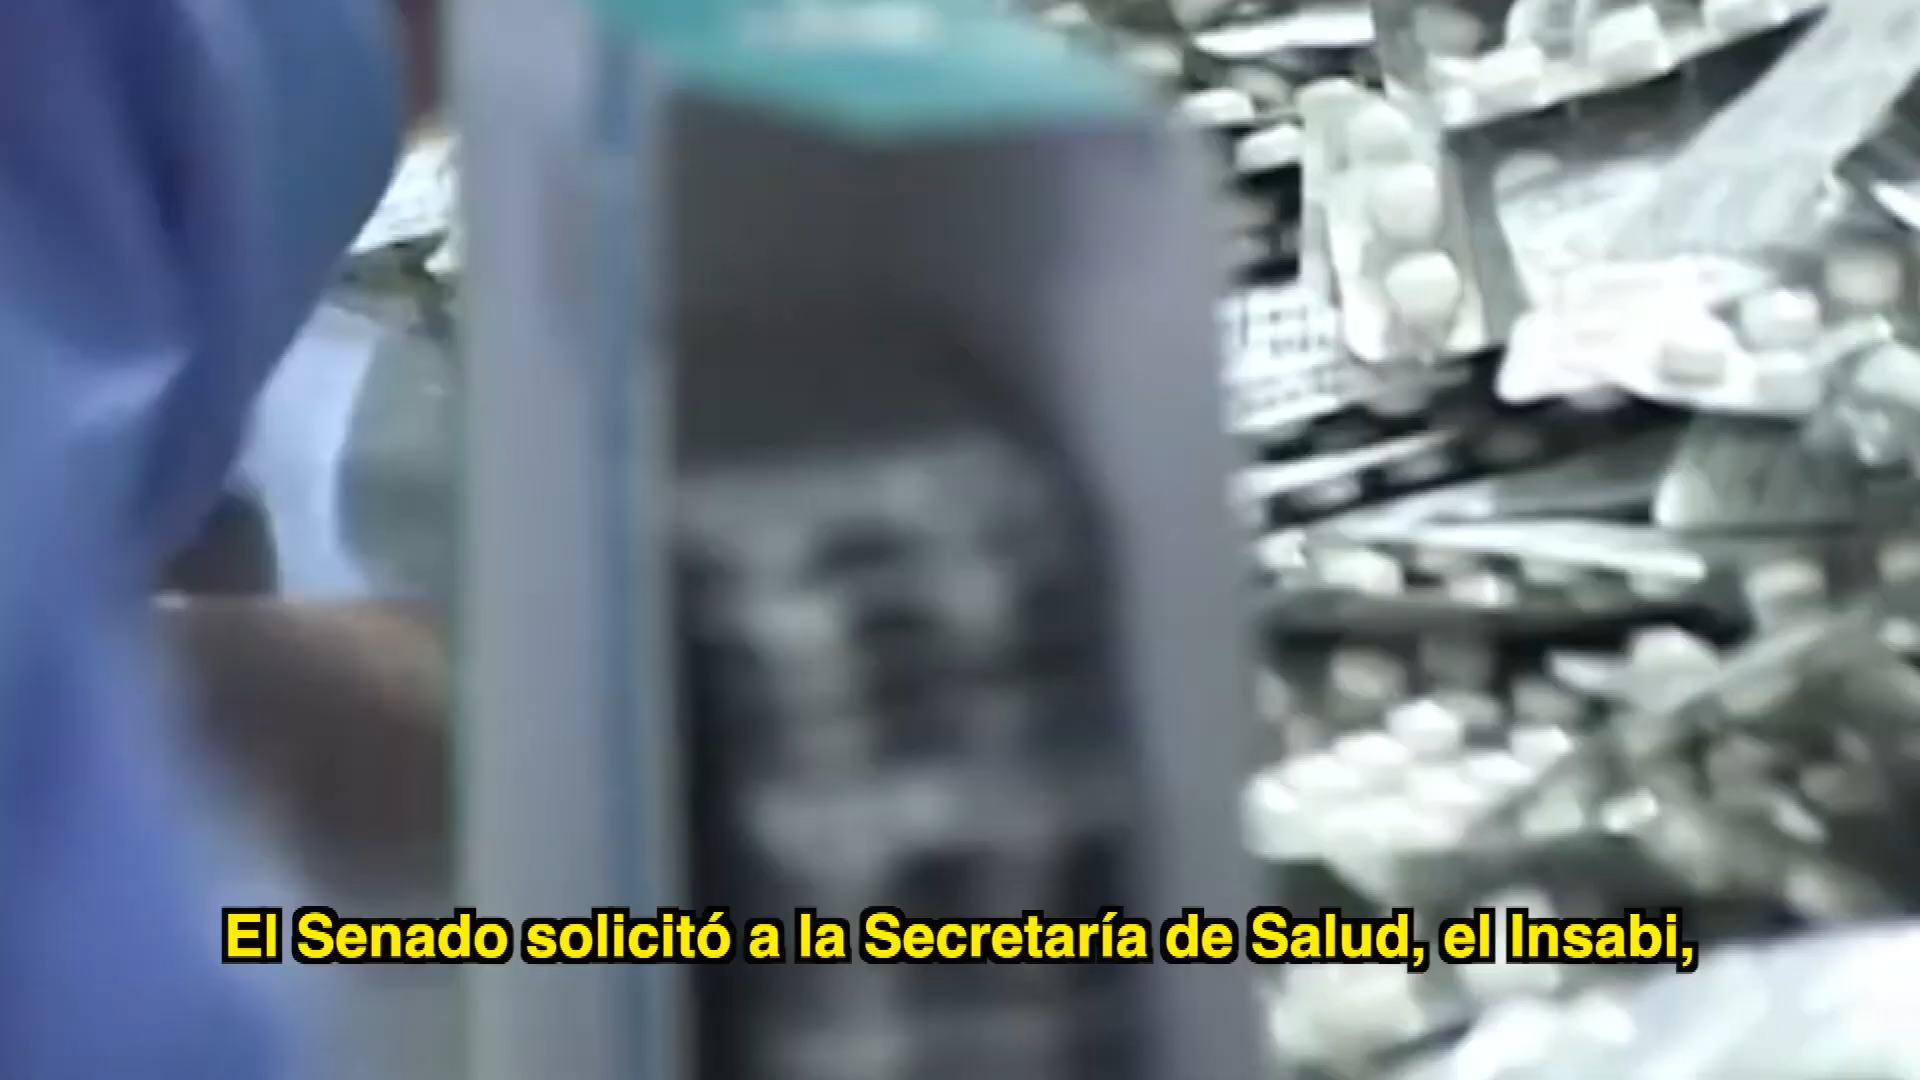 El Senado solicitó a la Secretaría de Salud, el Insabi,